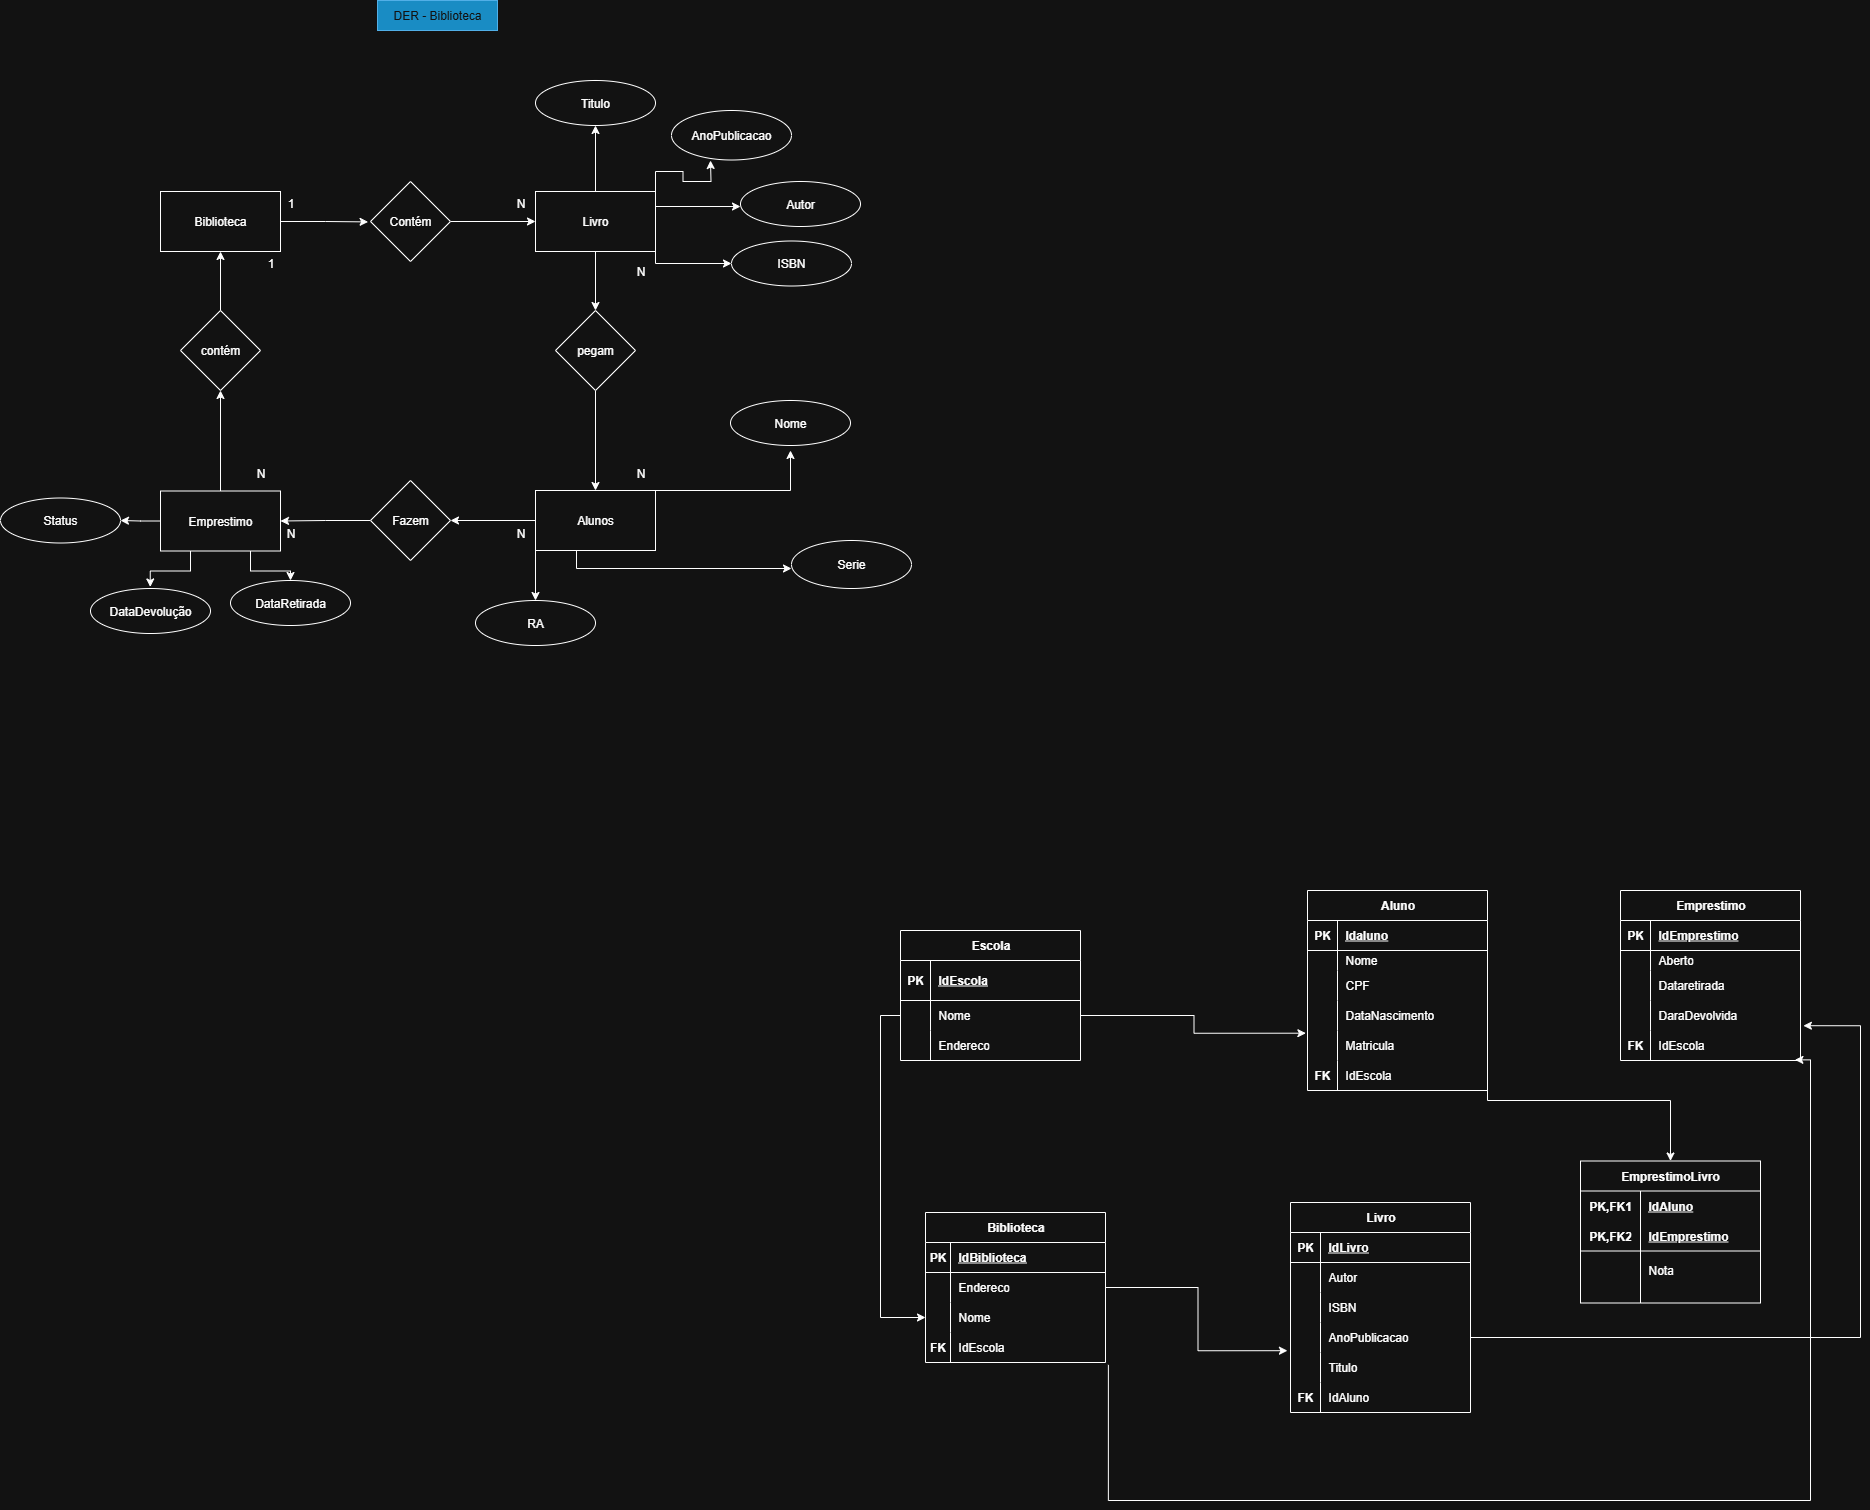 DER - Biblioteca
Titulo
AnoPublicacao
Autor
ISBN
Biblioteca
1
Contém
N
Livro
1
N
contém
pegam
Nome
N
N
Status
Emprestimo
N
Fazem
N
Alunos
Serie
DataDevolução
DataRetirada
RA
Escola
PK IdEscola
Nome
Endereco
Aluno
PK Idaluno
Nome
CPF
DataNascimento
Matricula
FK IdEscola
Emprestimo
PK IdEmprestimo
Aberto
Dataretirada
DaraDevolvida
FK IdEscola
Biblioteca
PK IdBiblioteca
Endereco
Nome
FK IdEscola
Livro
PK IdLivro
Autor
ISBN
AnoPublicacao
Titulo
FK IdAluno
EmprestimoLivro
PK,FK1 IdAluno
PK,FK2 IdEmprestimo
Nota